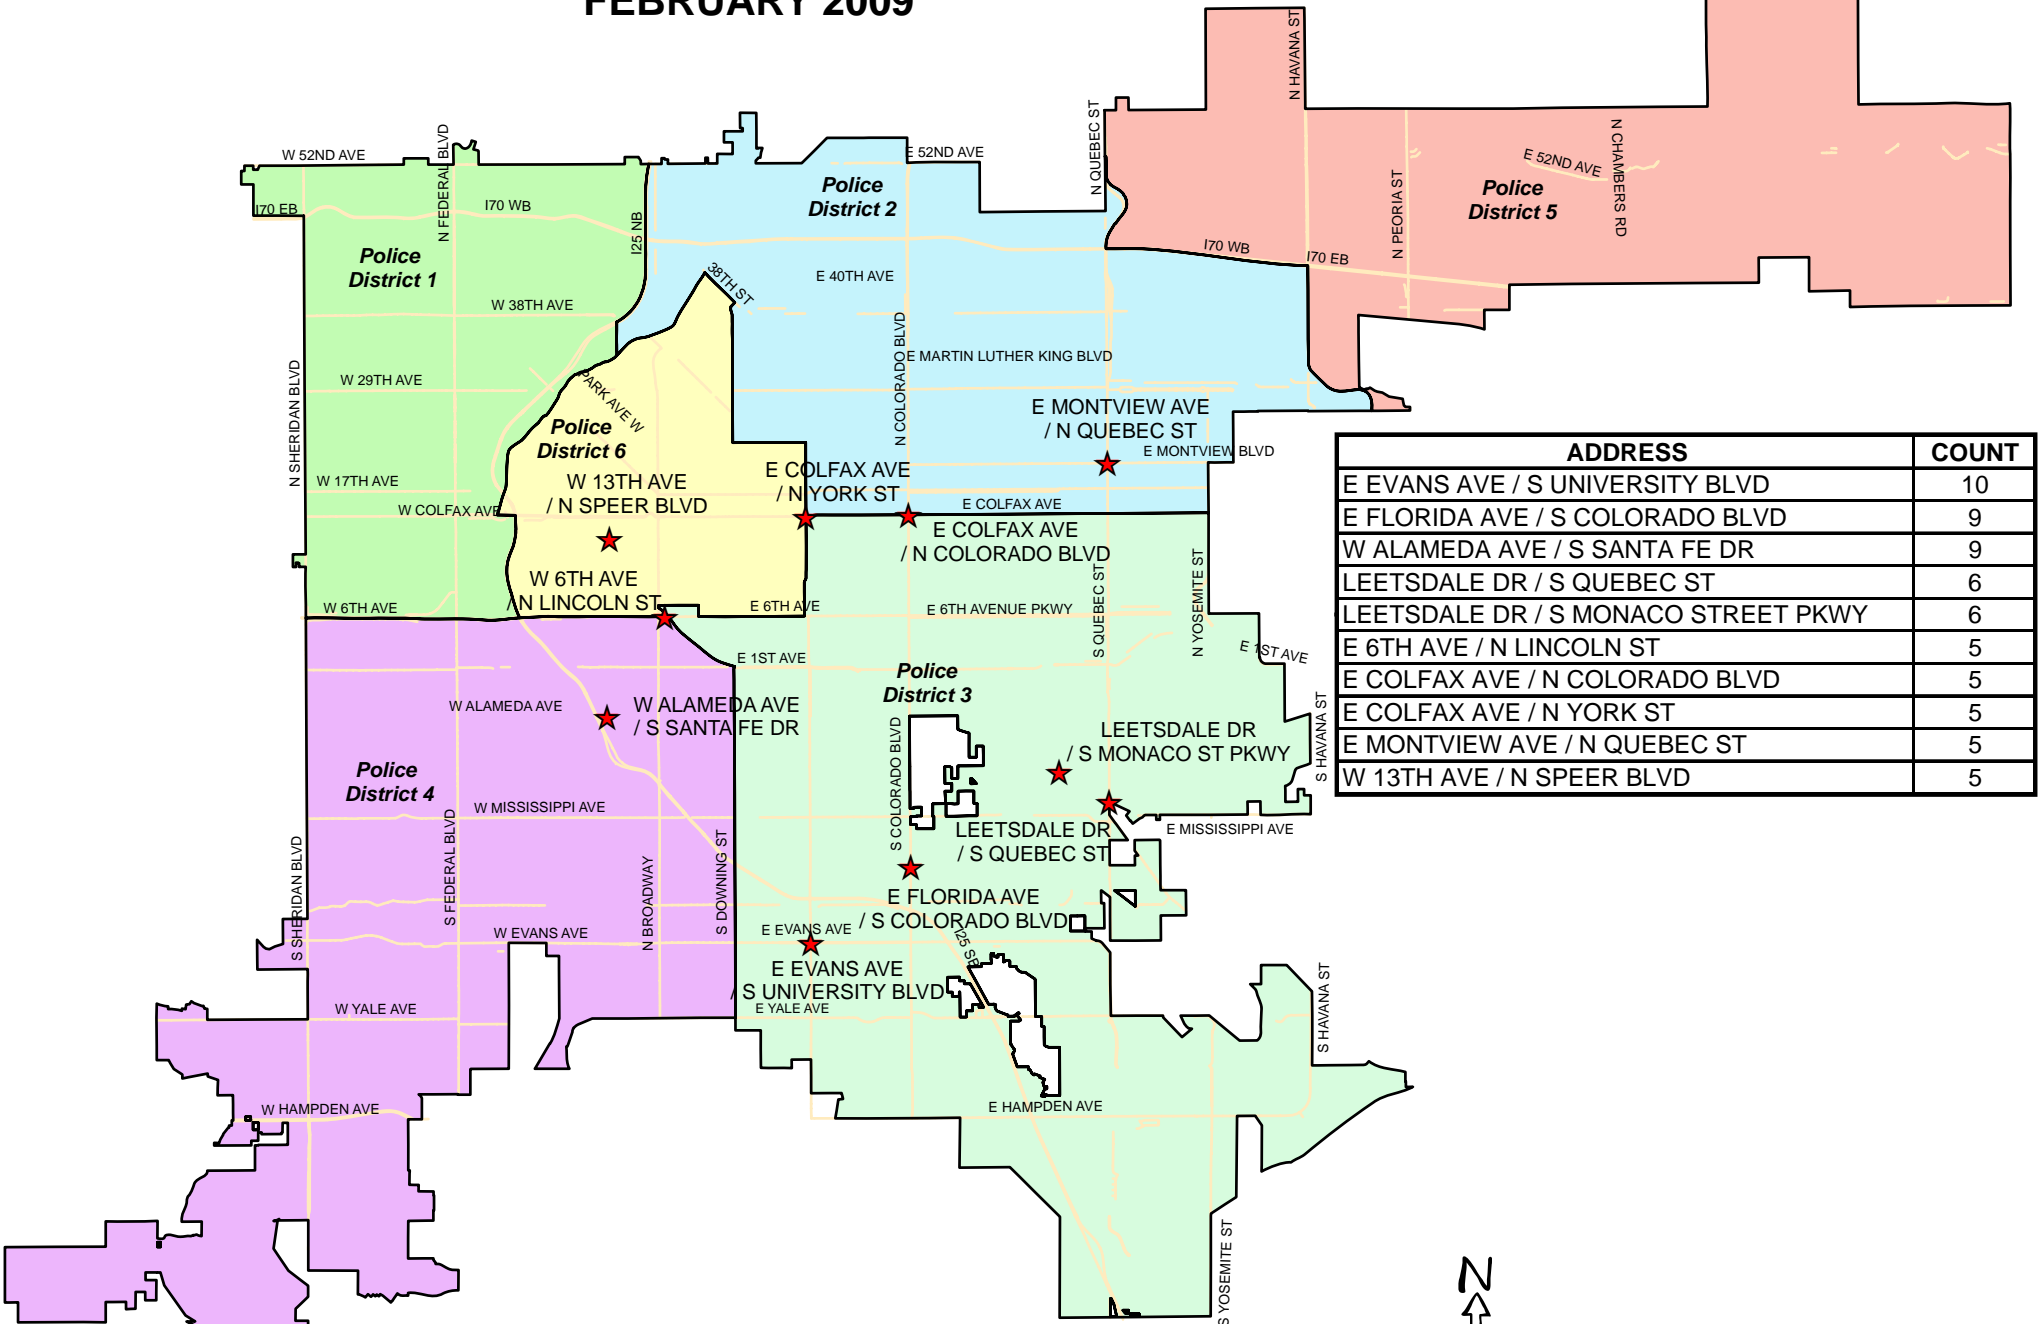 FEBRUARY 2009
N HAVANA ST
N QUEBEC ST
N FEDERAL BLVD
W 52ND AVE
E 52ND AVE
E 52ND AVE
N CHAMBERS RD
N PEORIA ST
Police
District 2
Police
District 5
I70 EB
I70 WB
I25 NB
I70 WB
I70 EB
Police
District 1
38TH ST
E 40TH AVE
W 38TH AVE
N COLORADO BLVD
E MARTIN LUTHER KING BLVD
N SHERIDAN BLVD
W 29TH AVE
PARK AVE W
Police
District 6
E MONTVIEW AVE
/ N QUEBEC ST
E MONTVIEW BLVD
W 17TH AVE
W 13TH AVE
/ N SPEER BLVD
E COLFAX AVE
/ N YORK ST
W COLFAX AVE
E COLFAX AVE
E COLFAX AVE
/ N COLORADO BLVD
W 6TH AVE
/ N LINCOLN ST
W 6TH AVE
E 6TH AVE
E 6TH AVENUE PKWY
S QUEBEC ST
N YOSEMITE ST
E 1ST AVE
E 1ST AVE
Police
District 3
W ALAMEDA AVE
W ALAMEDA AVE
/ S SANTA FE DR
S COLORADO BLVD
LEETSDALE DR
/ S MONACO ST PKWY
S HAVANA ST
Police
District 4
W MISSISSIPPI AVE
E MISSISSIPPI AVE
LEETSDALE DR
/ S QUEBEC ST
S SHERIDAN BLVD
S FEDERAL BLVD
N BROADWAY
S DOWNING ST
E FLORIDA AVE
/ S COLORADO BLVD
W EVANS AVE
E EVANS AVE
I25 SB
E EVANS AVE
/ S UNIVERSITY BLVD
W YALE AVE
E YALE AVE
S HAVANA ST
W HAMPDEN AVE
E HAMPDEN AVE
S YOSEMITE ST
ADDRESS COUNT
E EVANS AVE / S UNIVERSITY BLVD 10
E FLORIDA AVE / S COLORADO BLVD 9
W ALAMEDA AVE / S SANTA FE DR 9
LEETSDALE DR / S QUEBEC ST 6
LEETSDALE DR / S MONACO STREET PKWY 6
E 6TH AVE / N LINCOLN ST 5
E COLFAX AVE / N COLORADO BLVD 5
E COLFAX AVE / N YORK ST 5
E MONTVIEW AVE / N QUEBEC ST 5
W 13TH AVE / N SPEER BLVD 5
N